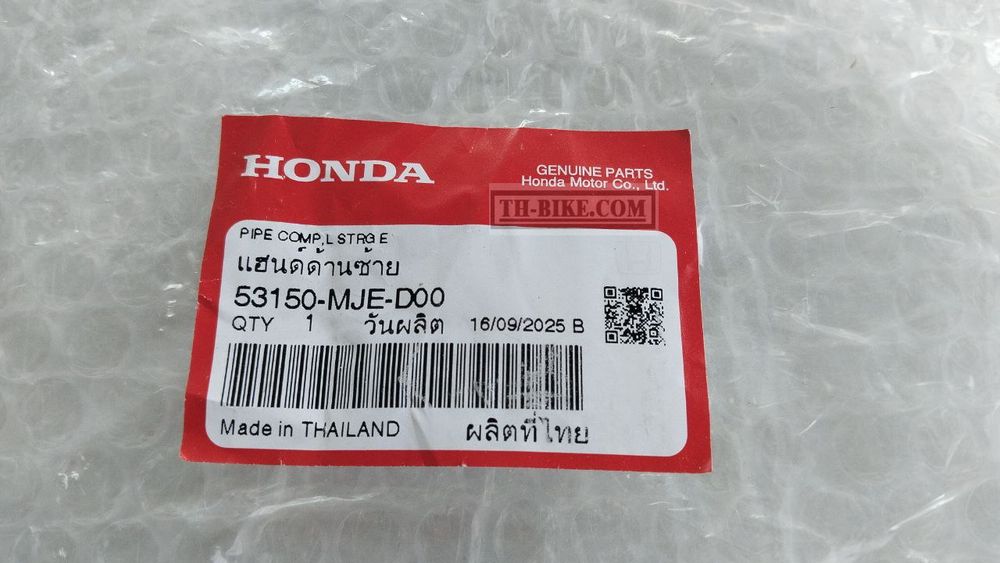 HONDA
GENUINE PARTS
Honda Motor Co., Ltd.
TH-BIKE.COM
PIPE COMP,L STRG E
แฮนด์ด้านซ้าย
53150-MJE-D00
QTY 1 วันผลิต 16/09/2025 B
Made in THAILAND ผลิตที่ไทย